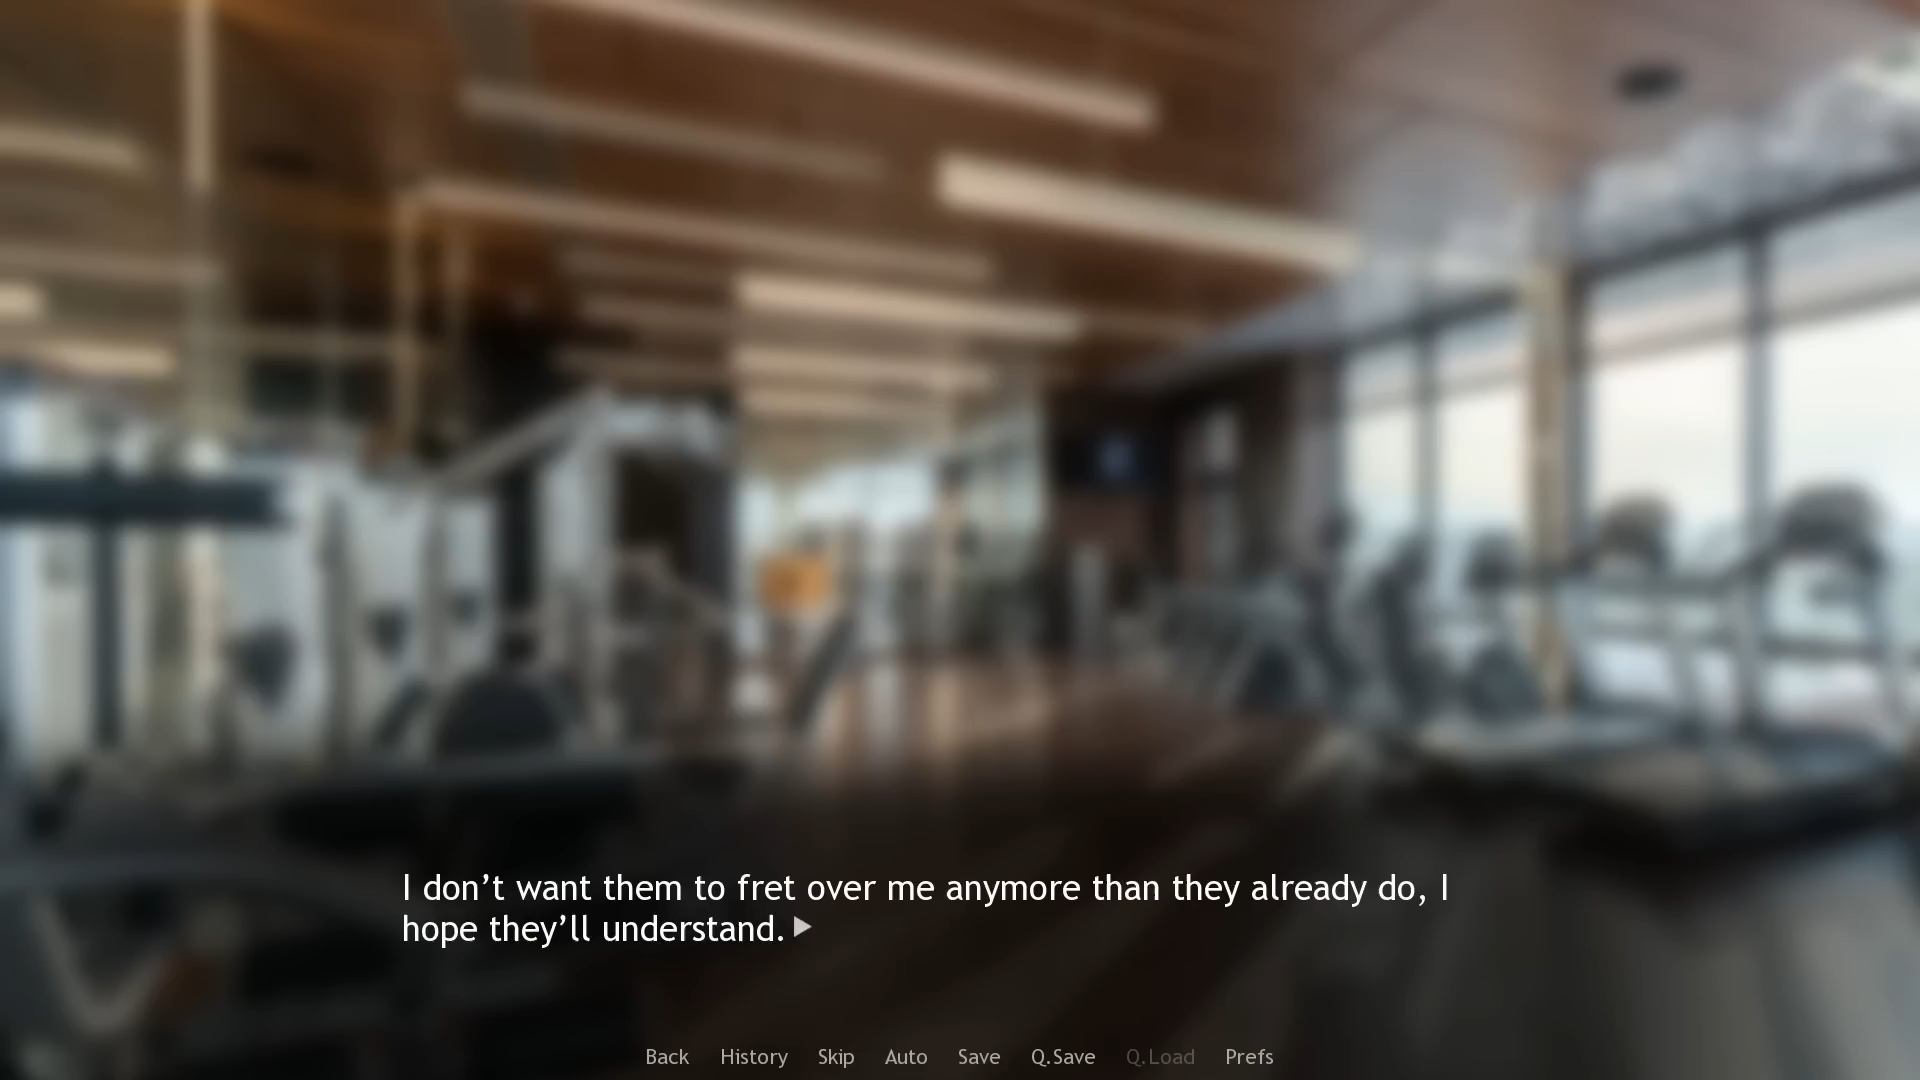 I don’t want them to fret over me anymore than they already do, I
hope they’ll understand.
Back History Skip Auto Save Q.Save Q.Load Prefs